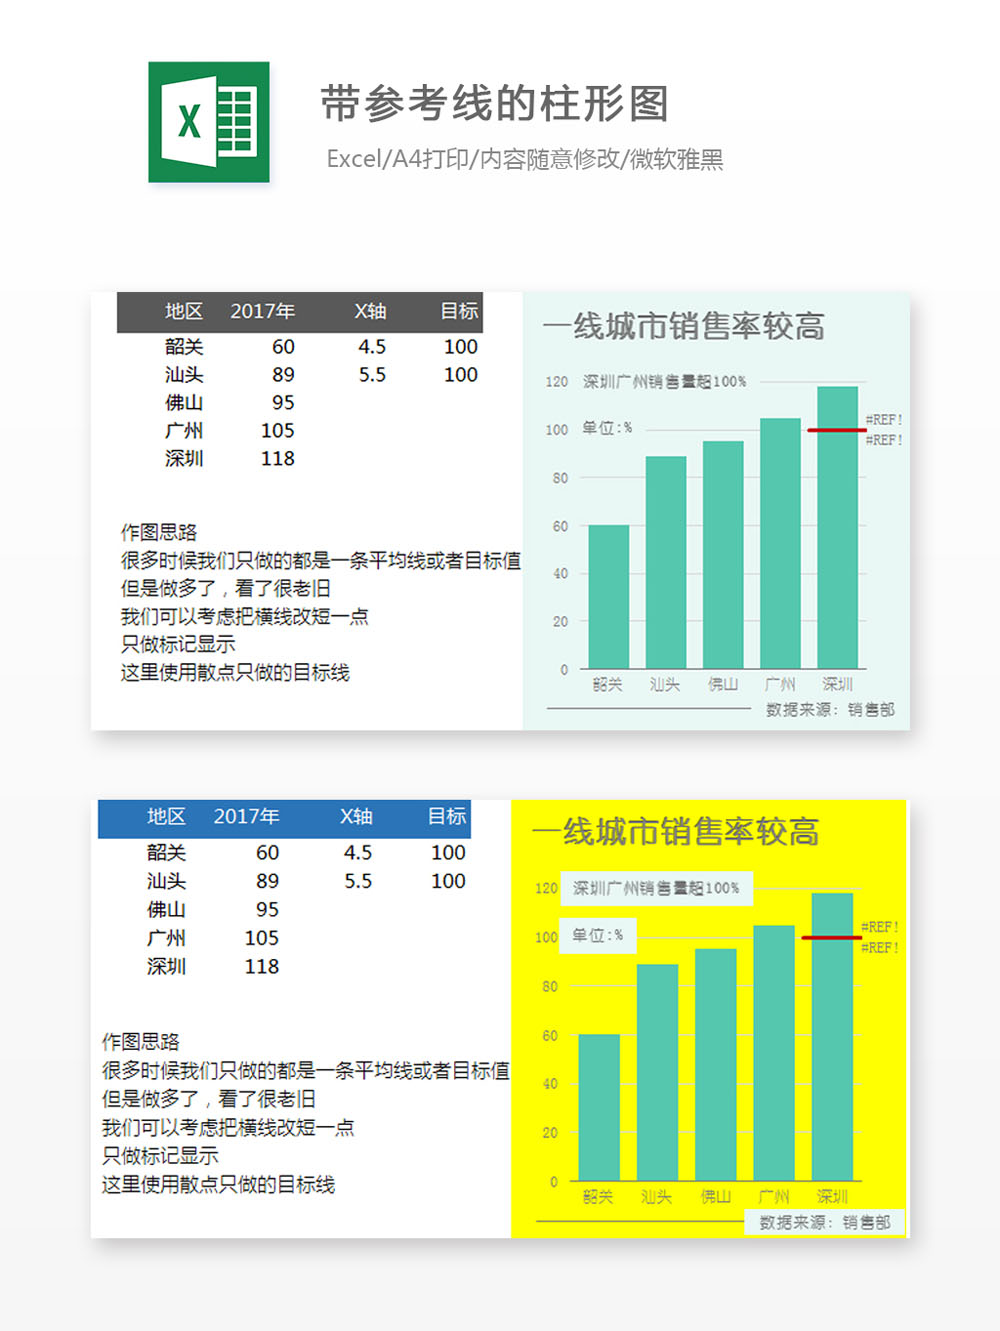 X
带参考线的柱形图
Excel/A4打印/内容随意修改/微软雅黑
地区 2017年 X轴 目标
韶关 60 4.5 100
汕头 89 5.5 100
佛山 95
广州 105
深圳 118
作图思路
很多时候我们只做的都是一条平均线或者目标值
但是做多了，看了很老旧
我们可以考虑把横线改短一点
只做标记显示
这里使用散点只做的目标线
一线城市销售率较高
120 深圳广州销售量超100%
#REF!
100 单位:%
#REF!
80
60
40
20
0
韶关 汕头 佛山 广州 深圳
数据来源: 销售部
地区 2017年 X轴 目标
韶关 60 4.5 100
汕头 89 5.5 100
佛山 95
广州 105
深圳 118
作图思路
很多时候我们只做的都是一条平均线或者目标值
但是做多了，看了很老旧
我们可以考虑把横线改短一点
只做标记显示
这里使用散点只做的目标线
一线城市销售率较高
120 深圳广州销售量超100%
#REF!
100 单位:%
#REF!
80
60
40
20
0
韶关 汕头 佛山 广州 深圳
数据来源: 销售部